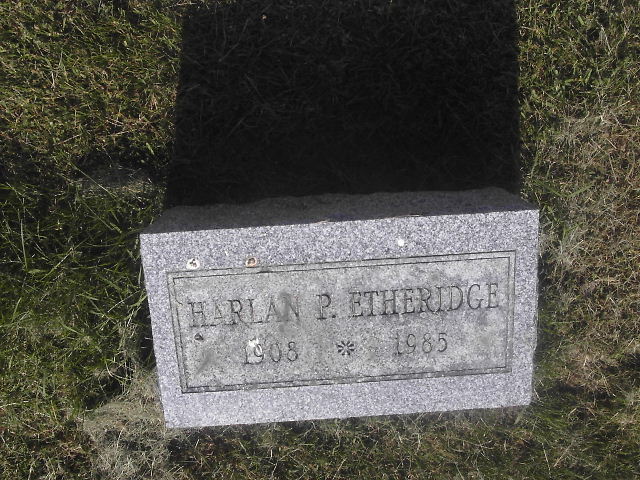 HARLAN P. ETHERIDGE
1908 * 1985